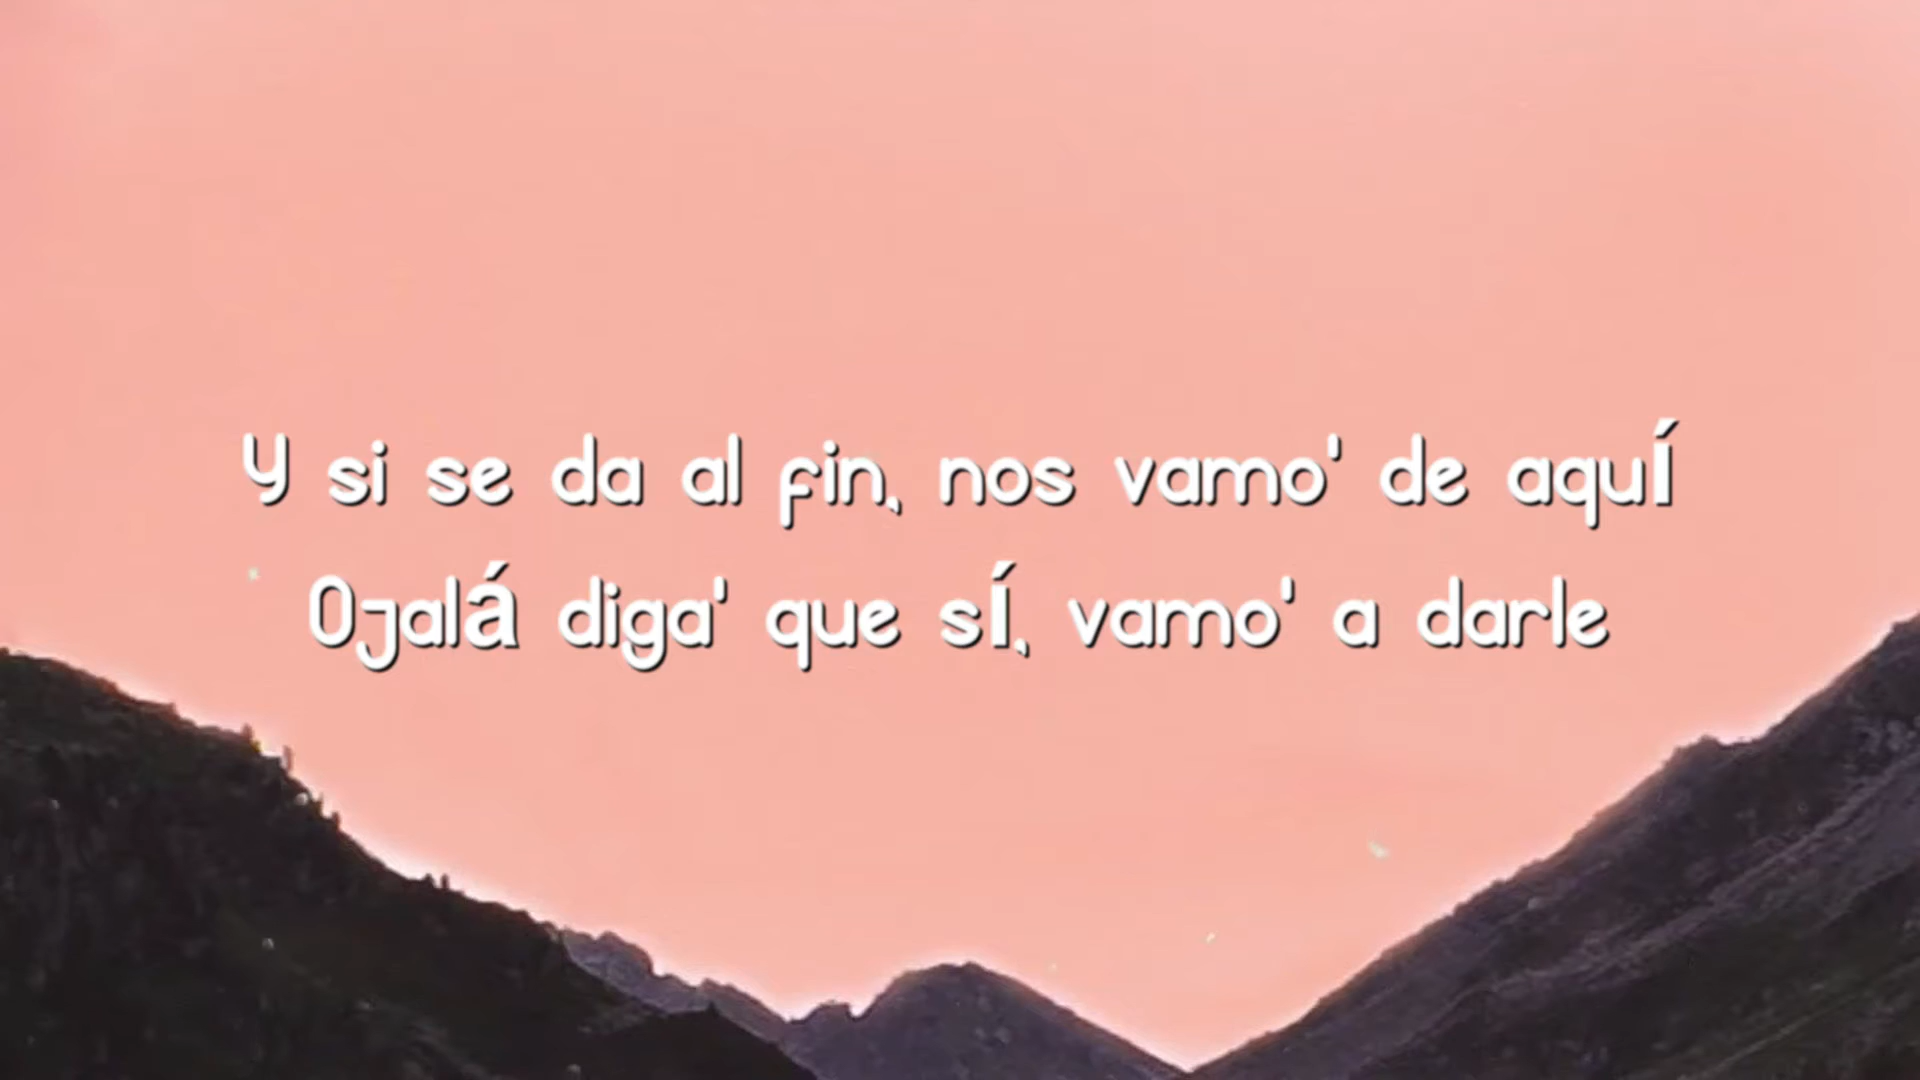 Y si se da al fin, nos vamo' de aquí
Ojalá diga' que sí, vamo' a darle